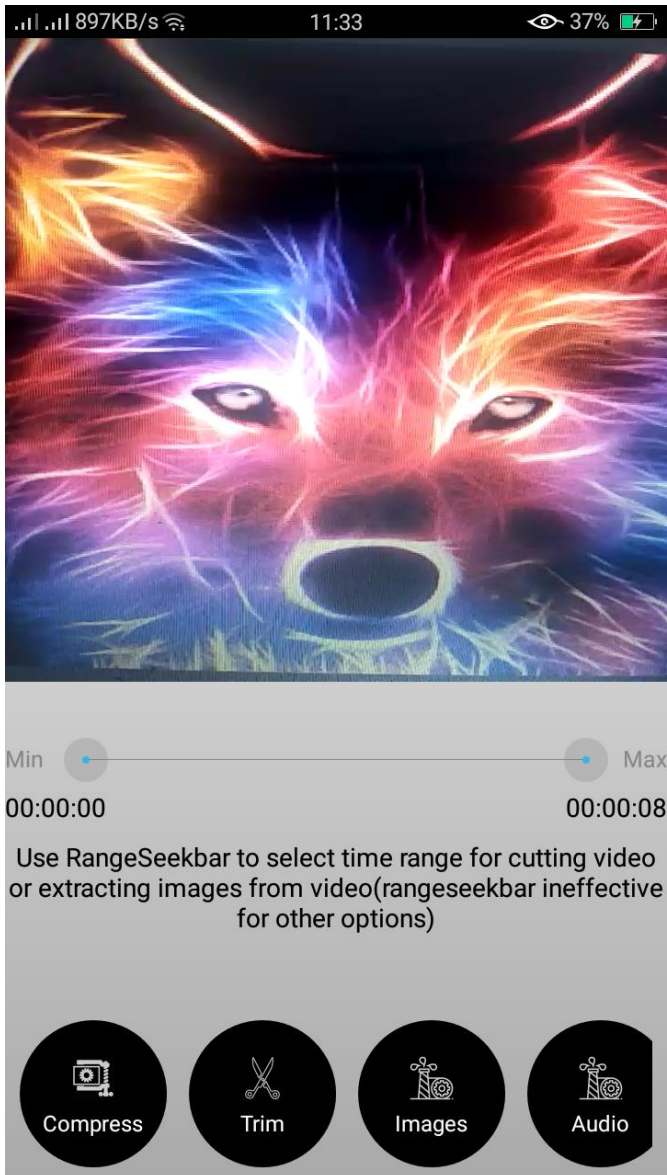 897KB/s 11:33 37%
Min Max
00:00:00 00:00:08
Use RangeSeekbar to select time range for cutting video
or extracting images from video(rangeseekbar ineffective
for other options)
Compress Trim Images Audio